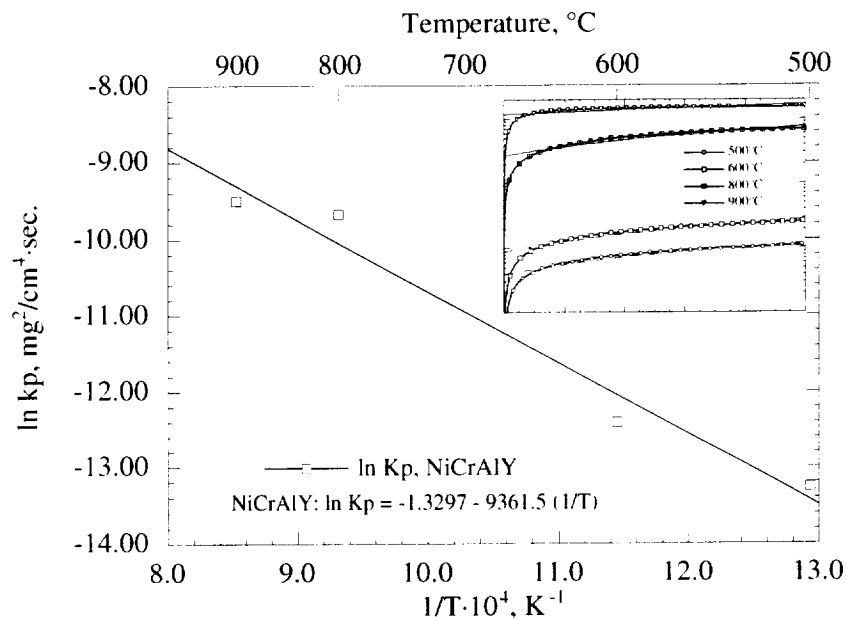 Temperature, °C
900 800 700 600 500
-8.00
-9.00
-10.00
-11.00
-12.00
-13.00
-14.00
ln kp, mg²/cm⁴·sec.
500°C
600°C
800°C
900°C
ln Kp, NiCrAlY
NiCrAlY: ln Kp = -1.3297 - 9361.5 (1/T)
8.0 9.0 10.0 11.0 12.0 13.0
1/T·10⁴, K⁻¹